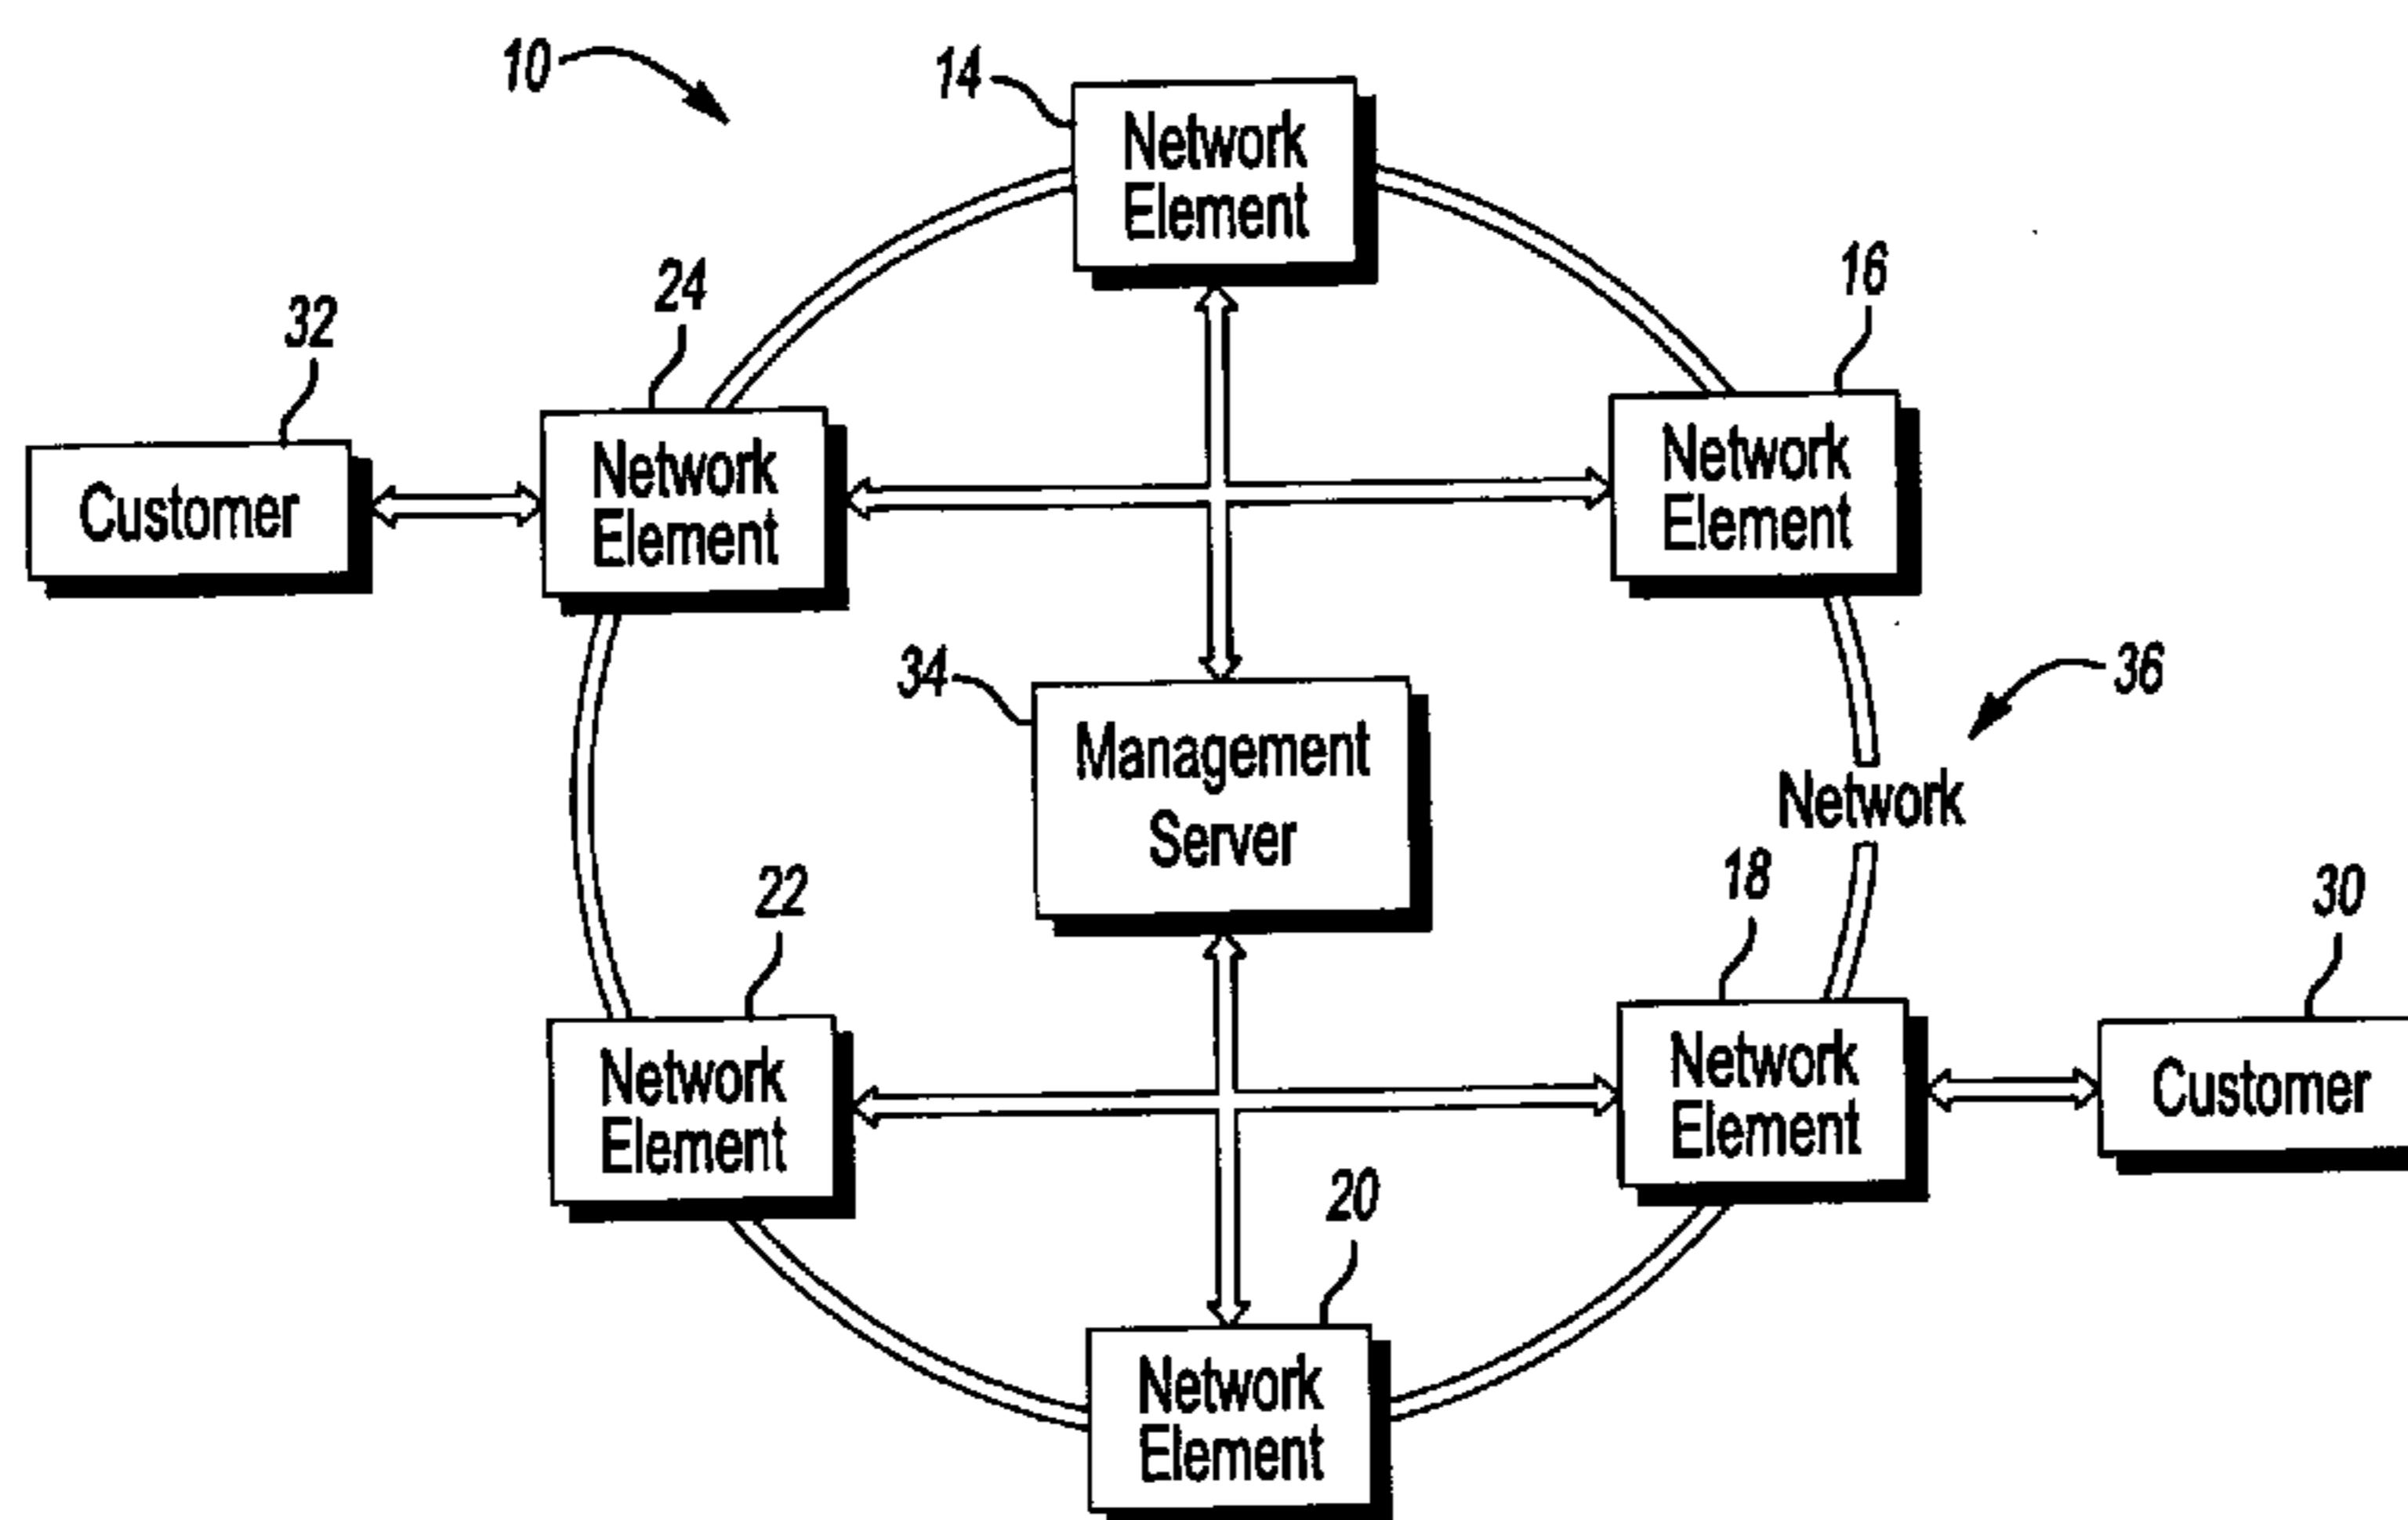 10
14
Network
Element
16
24
32
Network
Element
Network
Element
Customer
34
36
Management
Server
Network
18
22
30
Network
Element
Network
Element
Customer
20
Network
Element